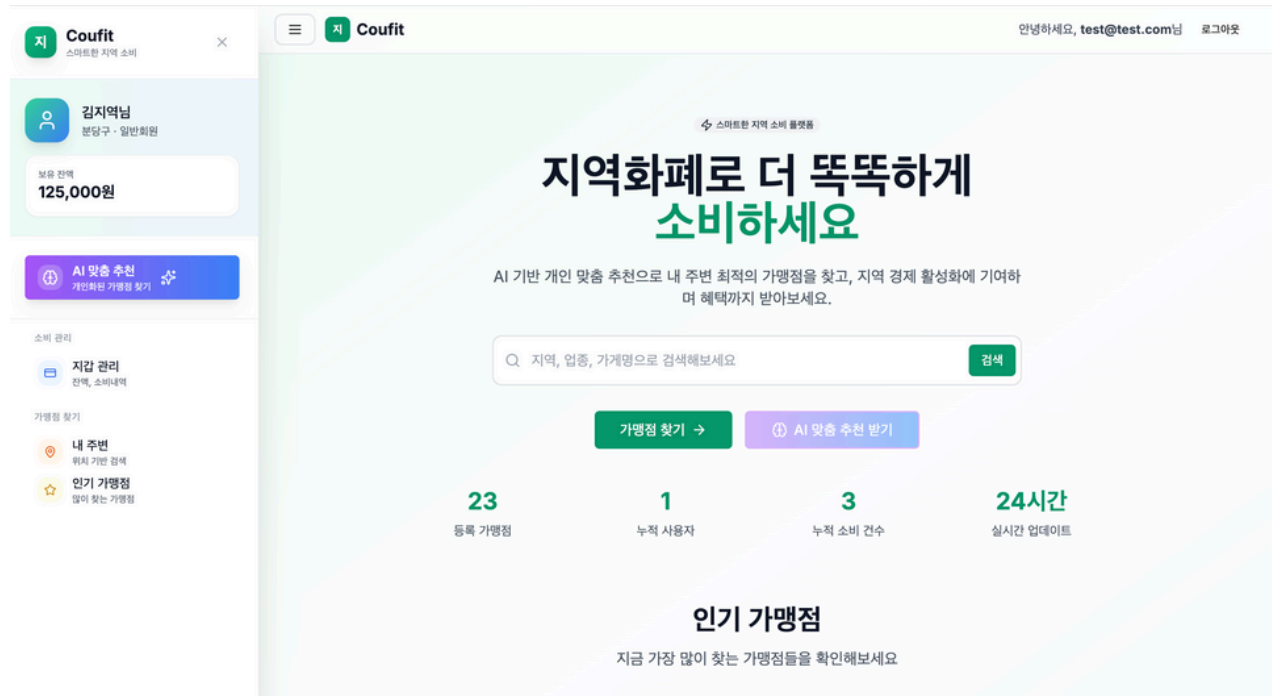 지
Coufit
스마트한 지역 소비
김지역님
분당구 · 일반회원
보유 잔액
125,000원
AI 맞춤 추천
개인화된 가맹점 찾기
소비 관리
지갑 관리
잔액, 소비내역
가맹점 찾기
내 주변
위치 기반 검색
인기 가맹점
많이 찾는 가맹점
지 Coufit
안녕하세요, test@test.com님 로그아웃
스마트한 지역 소비 플랫폼
지역화폐로 더 똑똑하게
소비하세요
AI 기반 개인 맞춤 추천으로 내 주변 최적의 가맹점을 찾고, 지역 경제 활성화에 기여하
며 혜택까지 받아보세요.
지역, 업종, 가게명으로 검색해보세요 검색
가맹점 찾기 → AI 맞춤 추천 받기
23 1 3 24시간
등록 가맹점 누적 사용자 누적 소비 건수 실시간 업데이트
인기 가맹점
지금 가장 많이 찾는 가맹점들을 확인해보세요